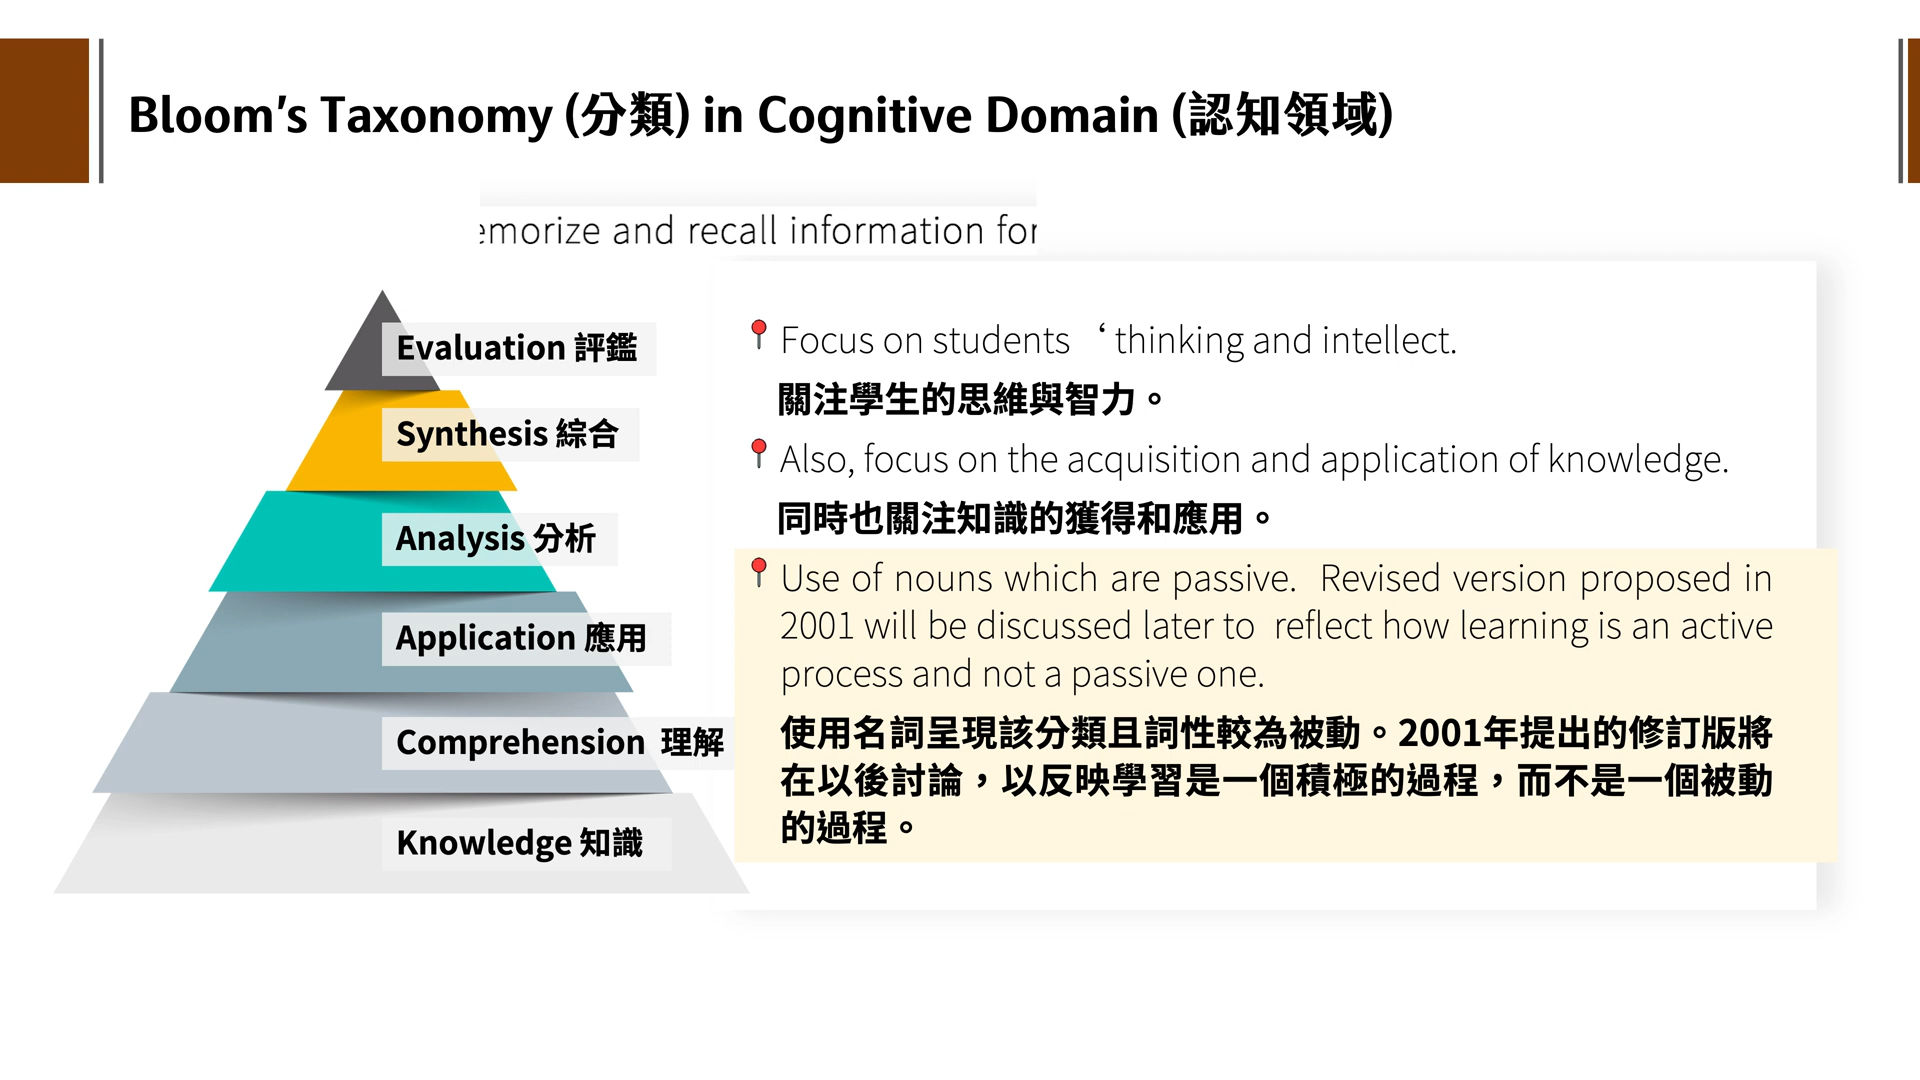 Bloom's Taxonomy (分類) in Cognitive Domain (認知領域)
emorize and recall information for
Evaluation 評鑑
Synthesis 綜合
Analysis 分析
Application 應用
Comprehension 理解
Knowledge 知識
Focus on students ‘ thinking and intellect.
關注學生的思維與智力。
Also, focus on the acquisition and application of knowledge.
同時也關注知識的獲得和應用。
Use of nouns which are passive. Revised version proposed in
2001 will be discussed later to reflect how learning is an active
process and not a passive one.
使用名詞呈現該分類且詞性較為被動。2001年提出的修訂版將
在以後討論，以反映學習是一個積極的過程，而不是一個被動
的過程。